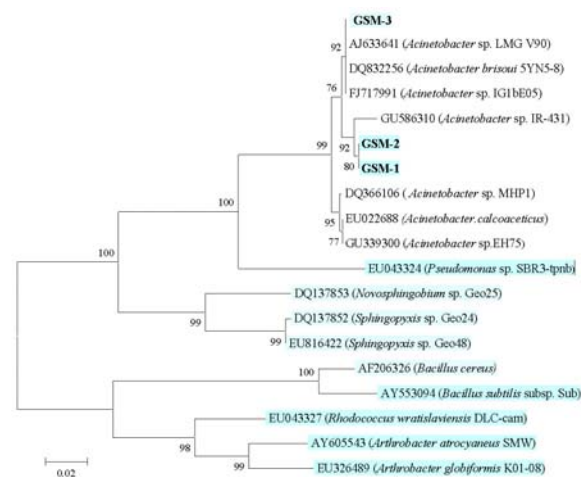 GSM-3
92
AJ633641 (Acinetobacter sp. LMG V90)
DQ832256 (Acinetobacter brisoui 5YN5-8)
76
FJ717991 (Acinetobacter sp. IG1bE05)
GU586310 (Acinetobacter sp. IR-431)
99
92
GSM-2
80
GSM-1
DQ366106 (Acinetobacter sp. MHP1)
100
95
EU022688 (Acinetobacter.calcoaceticus)
77
GU339300 (Acinetobacter sp.EH75)
100
EU043324 (Pseudomonas sp. SBR3-tpnb)
DQ137853 (Novosphingobium sp. Geo25)
DQ137852 (Sphingopyxis sp. Geo24)
99
99
EU816422 (Sphingopyxis sp. Geo48)
AF206326 (Bacillus cereus)
100
AY553094 (Bacillus subtilis subsp. Sub)
EU043327 (Rhodococcus wratislaviensis DLC-cam)
98
AY605543 (Arthrobacter atrocyaneus SMW)
99
EU326489 (Arthrobacter globiformis K01-08)
0.02